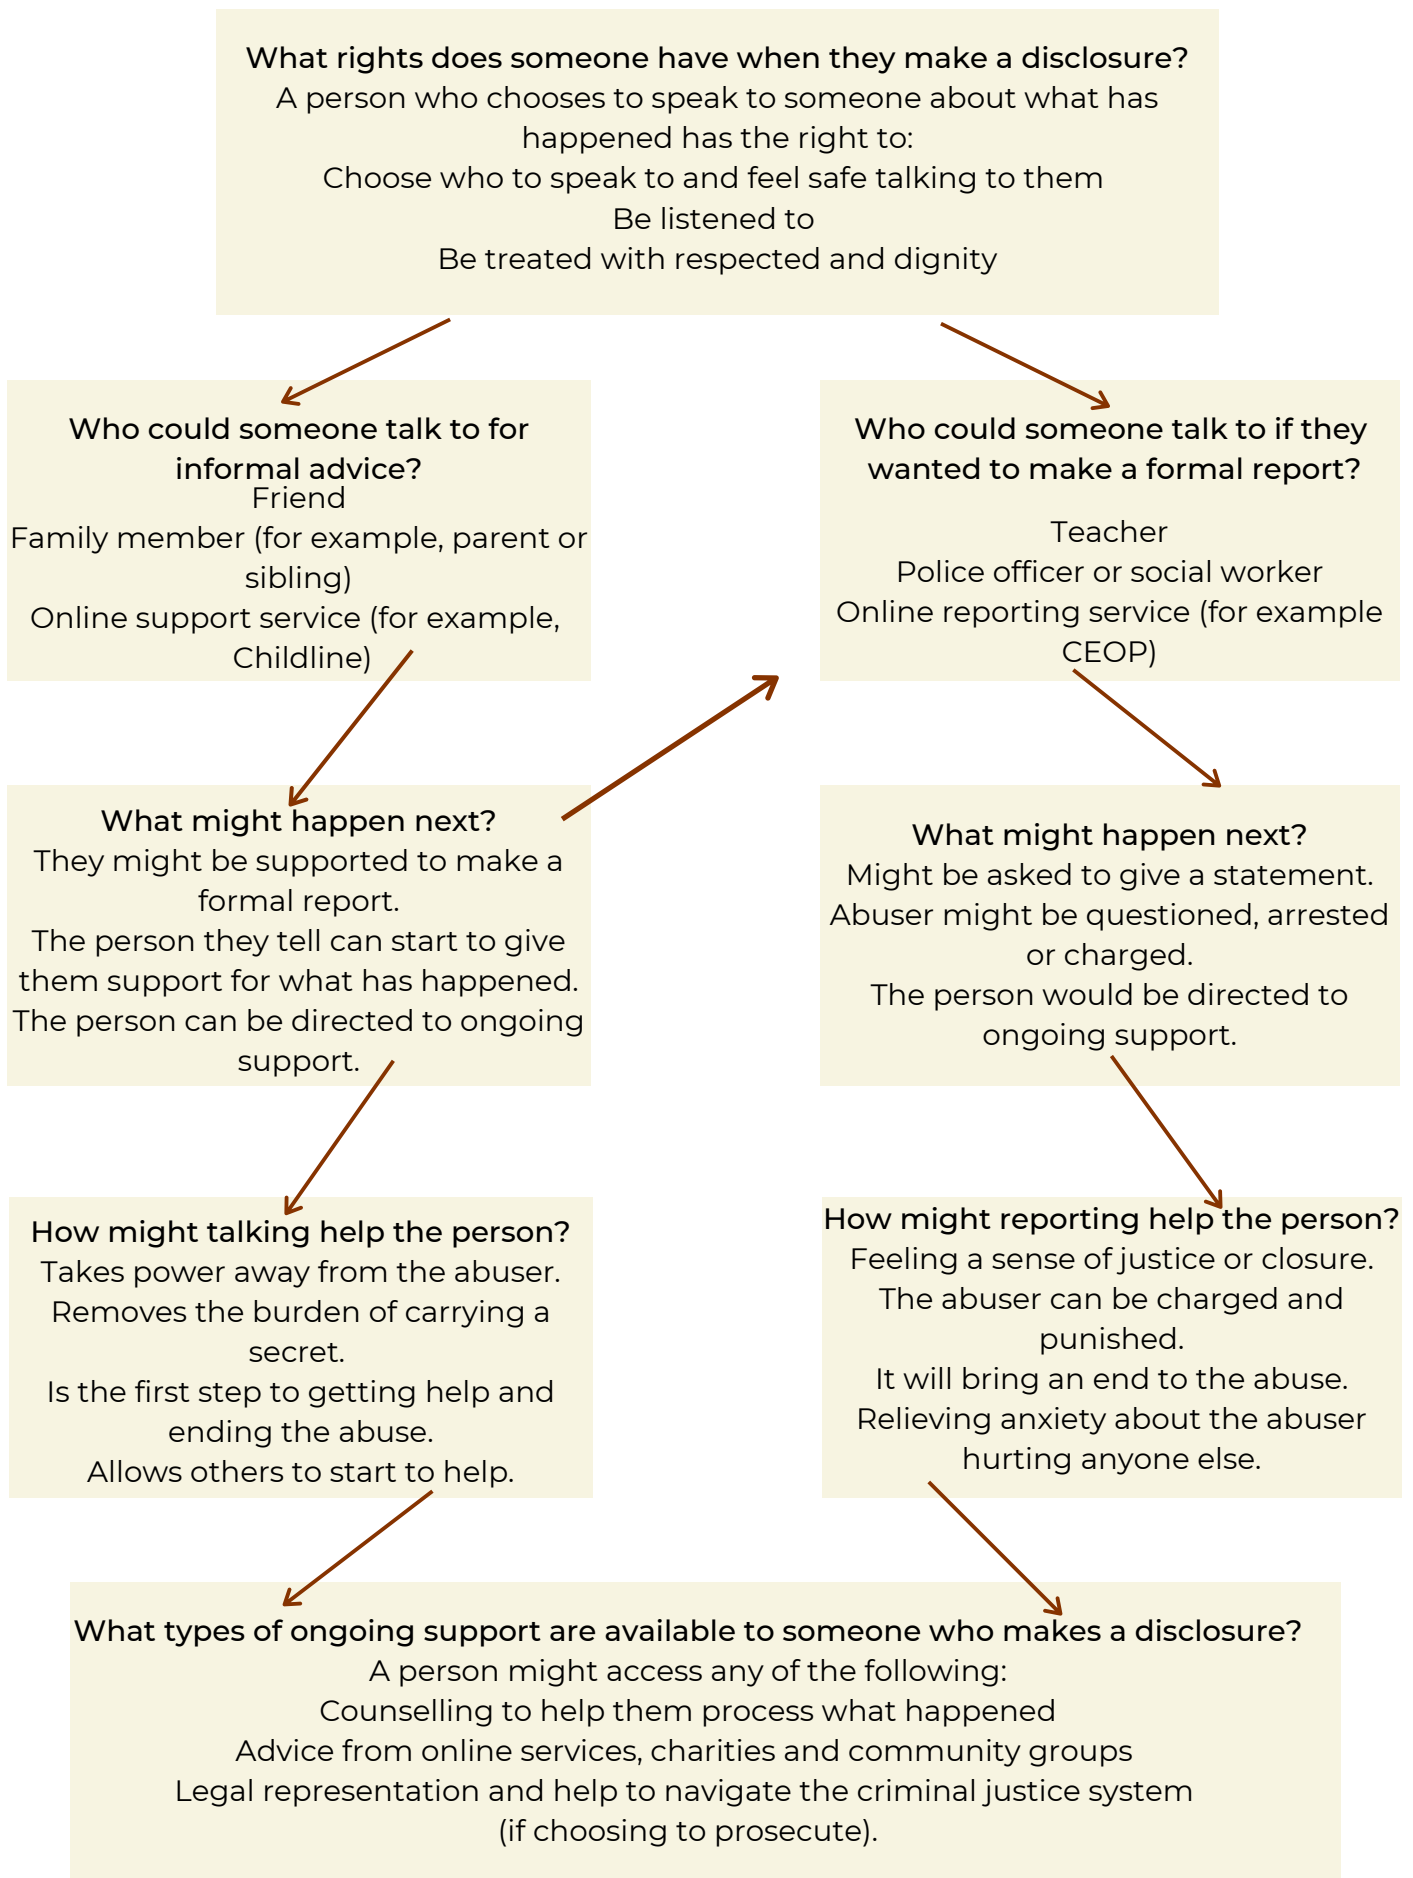 What rights does someone have when they make a disclosure?
A person who chooses to speak to someone about what has
happened has the right to:
Choose who to speak to and feel safe talking to them
Be listened to
Be treated with respected and dignity
Who could someone talk to for
informal advice?
Friend
Family member (for example, parent or
sibling)
Online support service (for example,
Childline)
Who could someone talk to if they
wanted to make a formal report?
Teacher
Police officer or social worker
Online reporting service (for example
CEOP)
What might happen next?
They might be supported to make a
formal report.
The person they tell can start to give
them support for what has happened.
The person can be directed to ongoing
support.
What might happen next?
Might be asked to give a statement.
Abuser might be questioned, arrested
or charged.
The person would be directed to
ongoing support.
How might talking help the person?
Takes power away from the abuser.
Removes the burden of carrying a
secret.
Is the first step to getting help and
ending the abuse.
Allows others to start to help.
How might reporting help the person?
Feeling a sense of justice or closure.
The abuser can be charged and
punished.
It will bring an end to the abuse.
Relieving anxiety about the abuser
hurting anyone else.
What types of ongoing support are available to someone who makes a disclosure?
A person might access any of the following:
Counselling to help them process what happened
Advice from online services, charities and community groups
Legal representation and help to navigate the criminal justice system
(if choosing to prosecute).